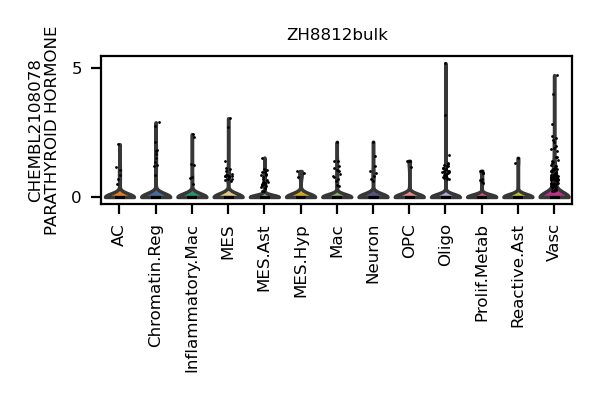 ZH8812bulk
CHEMBL2108078
PARATHYROID HORMONE
5
0
AC
Chromatin.Reg
Inflammatory.Mac
MES
MES.Ast
MES.Hyp
Mac
Neuron
OPC
Oligo
Prolif.Metab
Reactive.Ast
Vasc